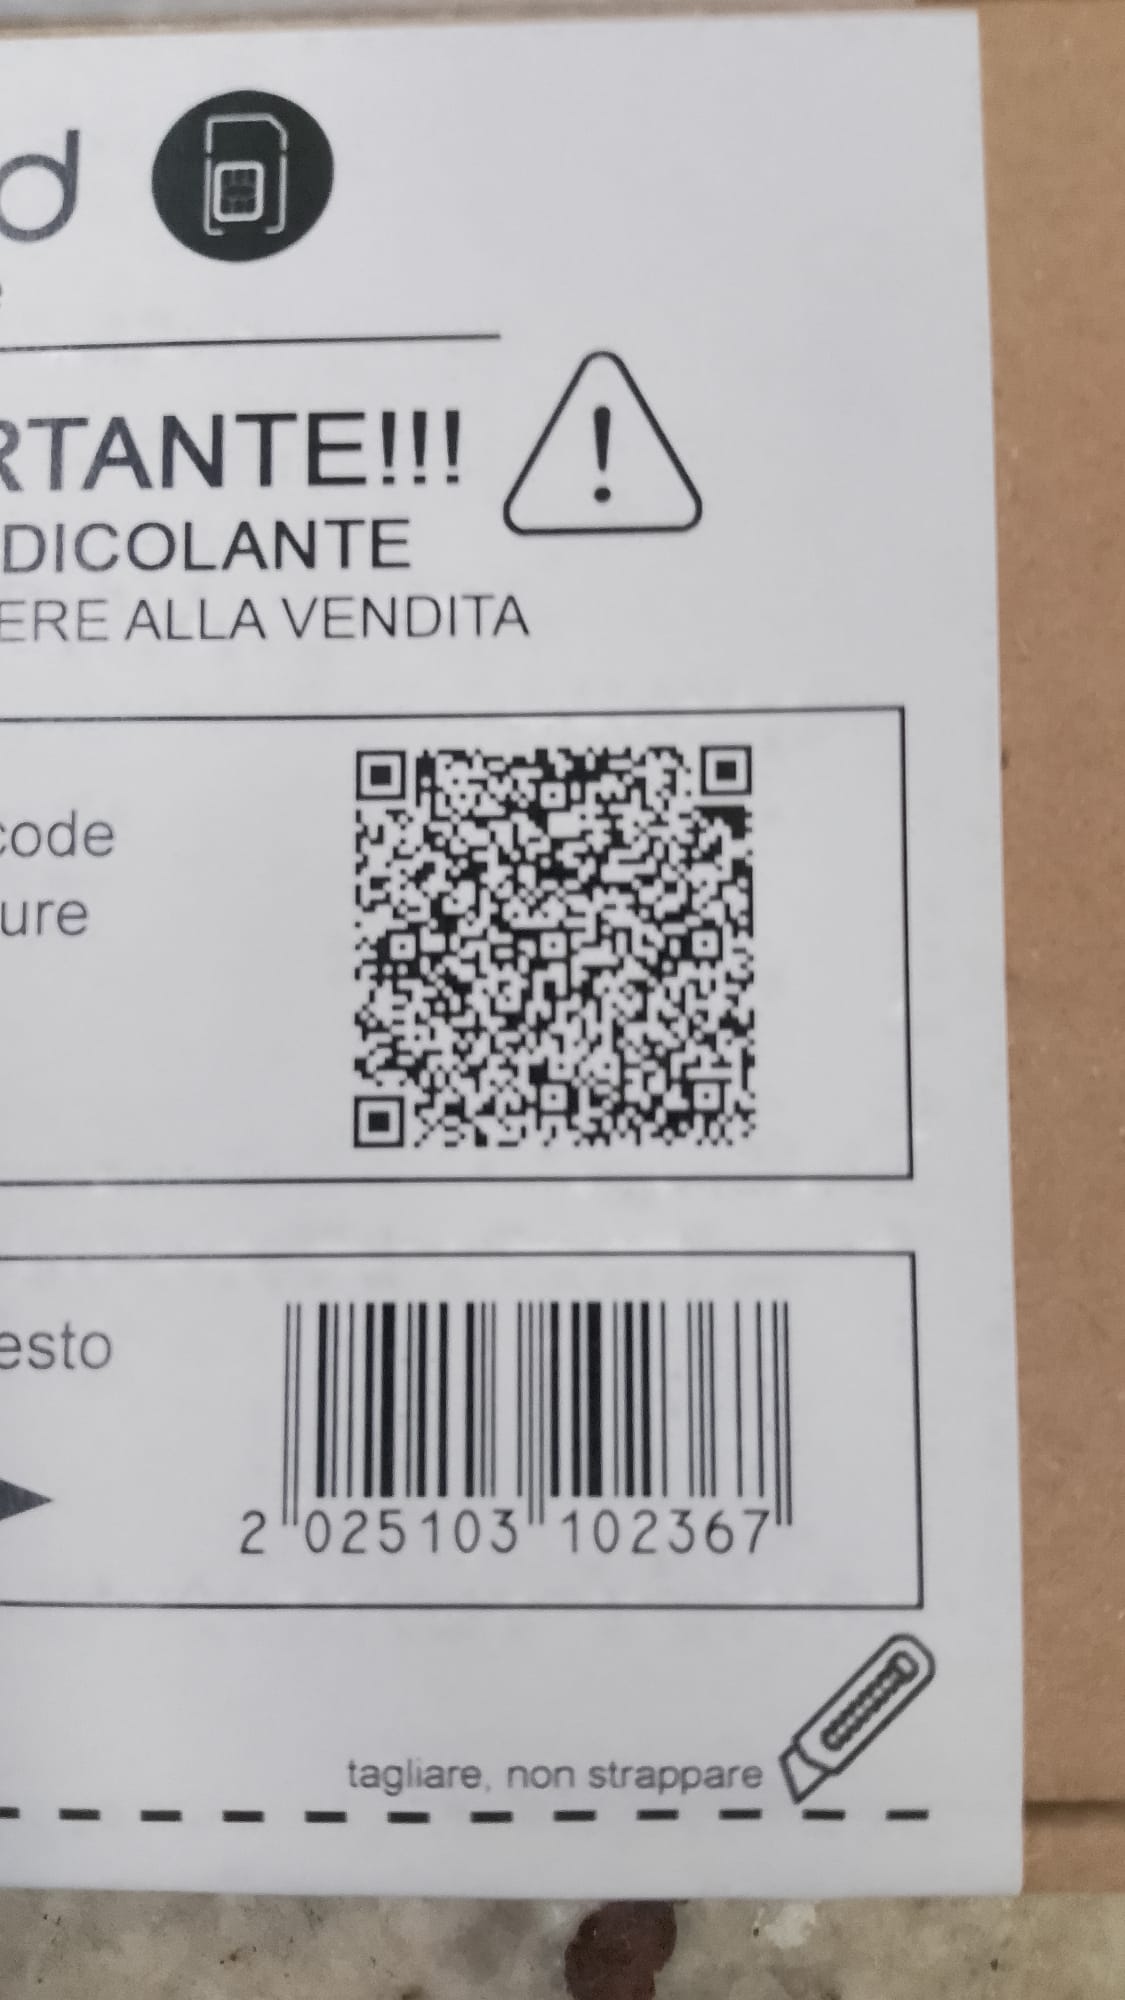 d
RTANTE!!!
DICOLANTE
ERE ALLA VENDITA
code
ure
esto
2 025103 102367
tagliare, non strappare